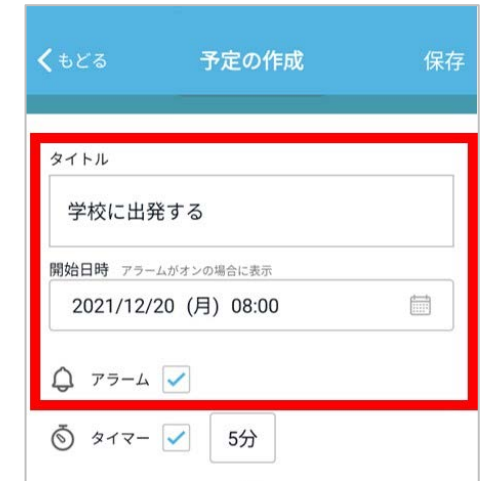 もどる 予定の作成 保存
タイトル
学校に出発する
開始日時 アラームがオンの場合に表示
2021/12/20 (月) 08:00
アラーム
タイマー 5分